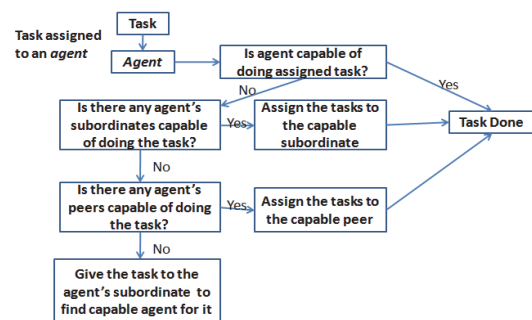 Task
Task assigned
to an agent
Agent
Is agent capable of
doing assigned task?
Yes
No
Is there any agent's
subordinates capable
of doing the task?
Yes
Assign the tasks to
the capable
subordinate
Task Done
No
Is there any agent's
peers capable of doing
the task?
Yes
Assign the tasks to
the capable peer
No
Give the task to the
agent's subordinate to
find capable agent for it